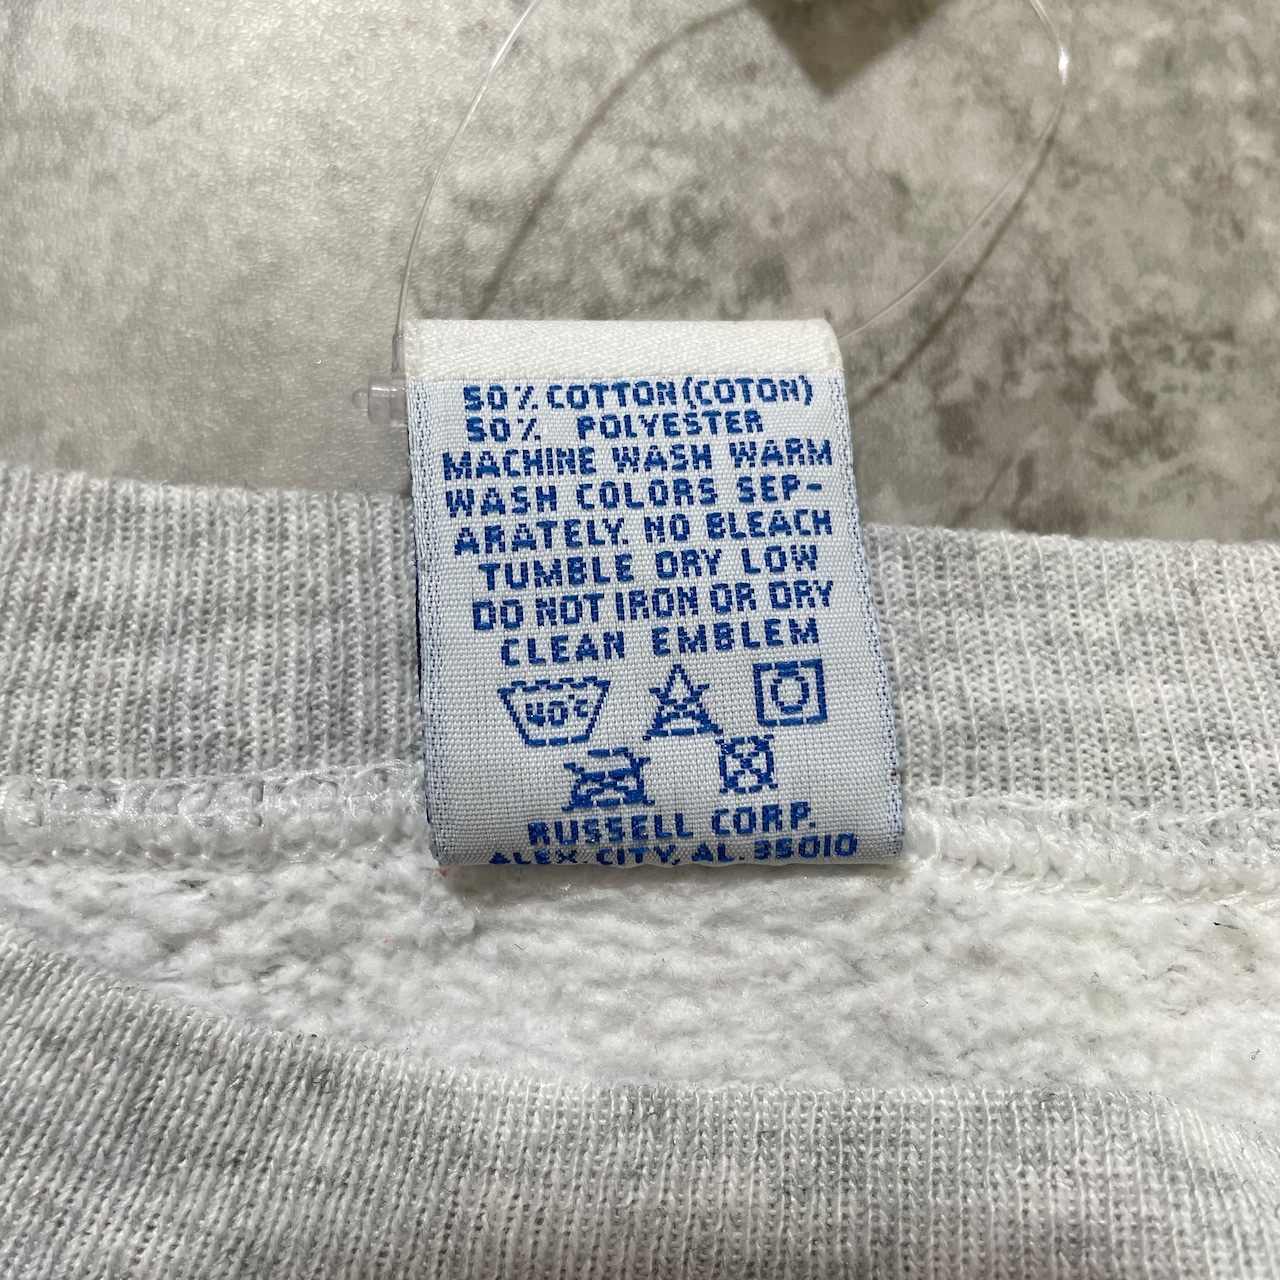 50% COTTON (COTON)
50% POLYESTER
MACHINE WASH WARM
WASH COLORS SEP-
ARATELY. NO BLEACH
TUMBLE DRY LOW
DO NOT IRON OR DRY
CLEAN EMBLEM
40°C
RUSSELL CORP.
ALEX. CITY, AL. 35010